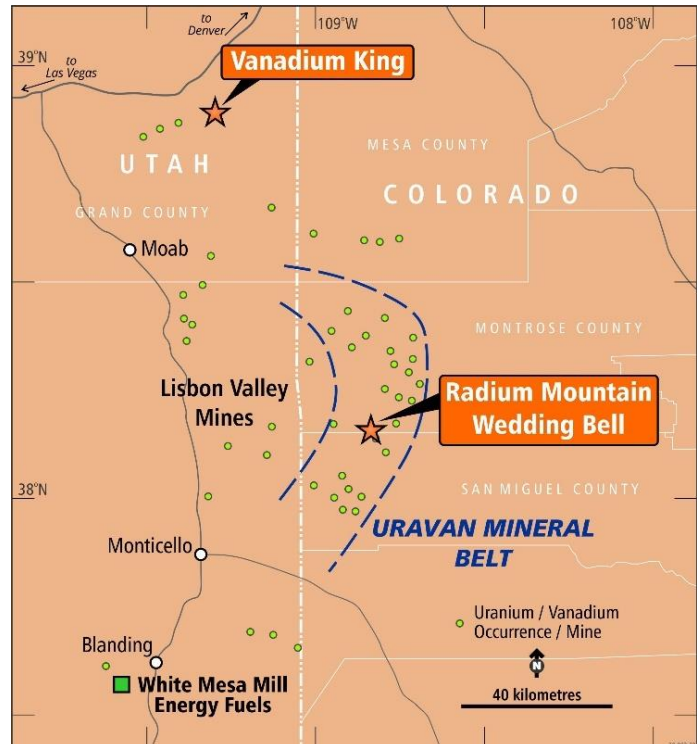 to
Denver
109°W
108°W
39°N
Vanadium King
to
Las Vegas
MESA COUNTY
UTAH
COLORADO
GRAND COUNTY
Moab
MONTROSE COUNTY
Lisbon Valley
Mines
Radium Mountain
Wedding Bell
38°N
SAN MIGUEL COUNTY
URAVAN MINERAL
BELT
Monticello
Uranium / Vanadium
Occurrence / Mine
Blanding
N
White Mesa Mill
Energy Fuels
40 kilometres